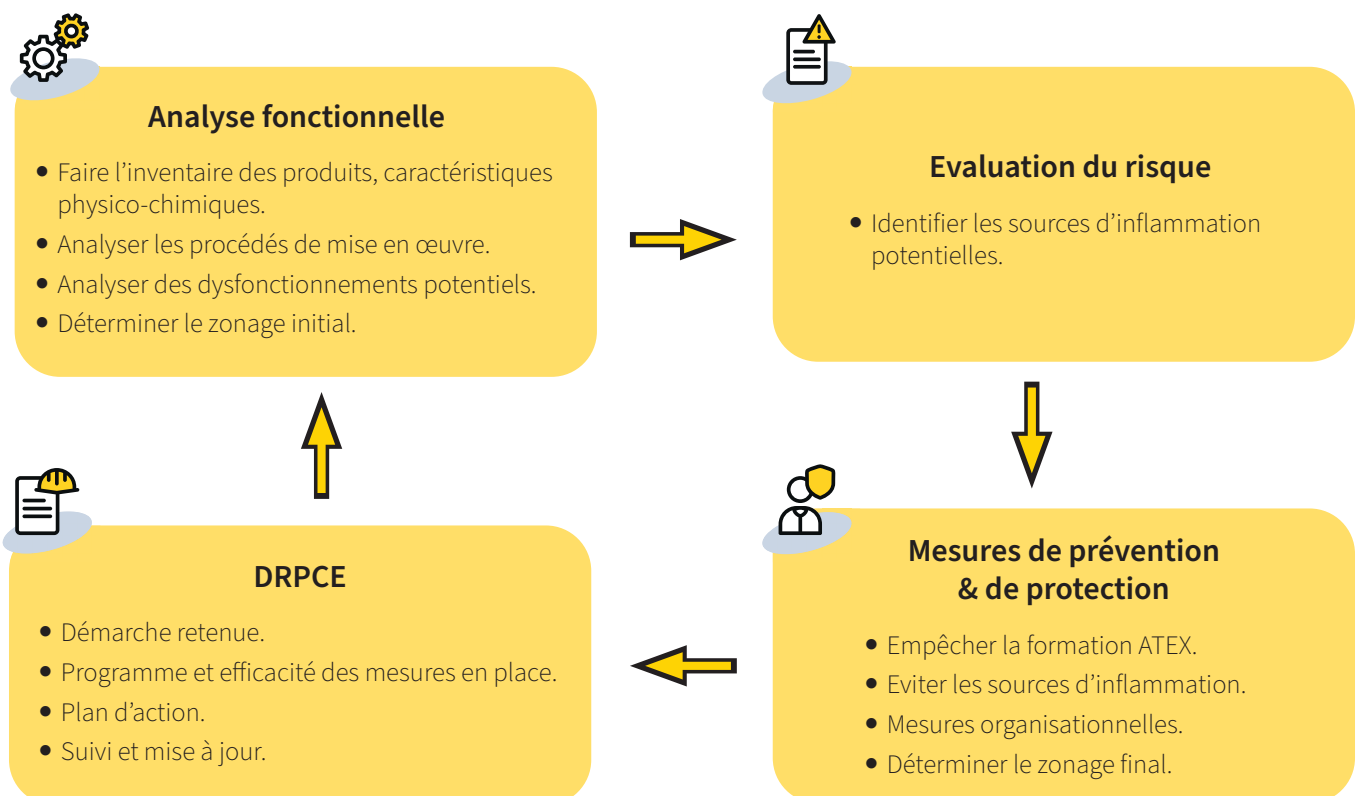 Analyse fonctionnelle
• Faire l’inventaire des produits, caractéristiques
physico-chimiques.
• Analyser les procédés de mise en œuvre.
• Analyser des dysfonctionnements potentiels.
• Déterminer le zonage initial.
Evaluation du risque
• Identifier les sources d’inflammation
potentielles.
Mesures de prévention
& de protection
• Empêcher la formation ATEX.
• Eviter les sources d’inflammation.
• Mesures organisationnelles.
• Déterminer le zonage final.
DRPCE
• Démarche retenue.
• Programme et efficacité des mesures en place.
• Plan d’action.
• Suivi et mise à jour.